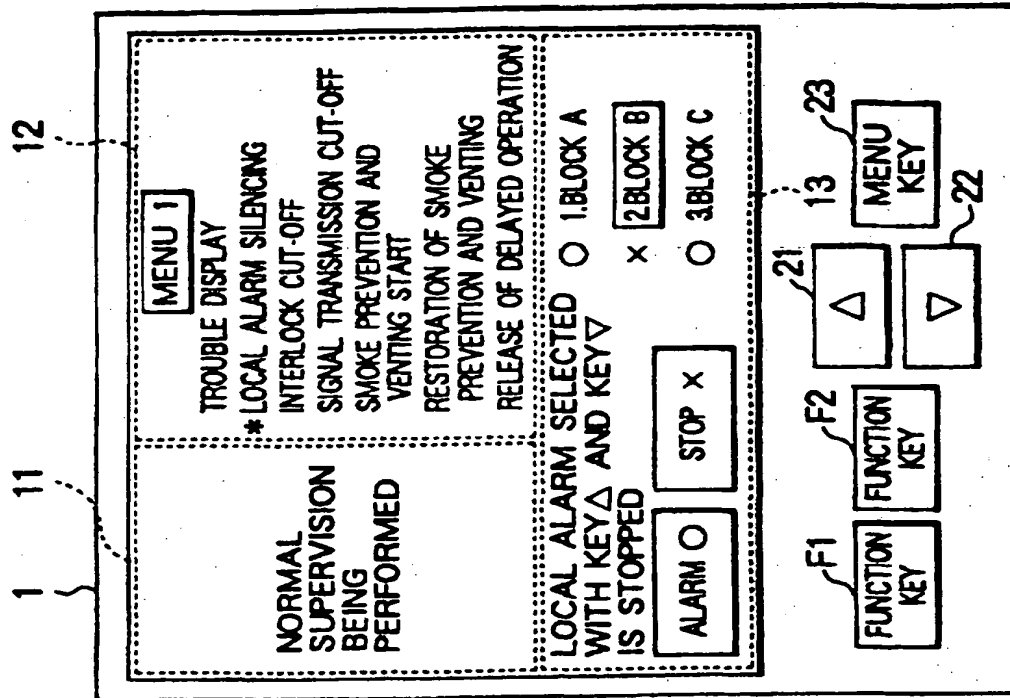 1
11
12
NORMAL
SUPERVISION
BEING
PERFORMED
MENU 1
TROUBLE DISPLAY
* LOCAL ALARM SILENCING
INTERLOCK CUT-OFF
SIGNAL TRANSMISSION CUT-OFF
SMOKE PREVENTION AND
VENTING START
RESTORATION OF SMOKE
PREVENTION AND VENTING
RELEASE OF DELAYED OPERATION
LOCAL ALARM SELECTED
WITH KEY△ AND KEY▽
IS STOPPED
ALARM ○
STOP ×
○ 1.BLOCK A
× 2.BLOCK B
○ 3.BLOCK C
13
F1
FUNCTION
KEY
F2
FUNCTION
KEY
21
△
▽
22
23
MENU
KEY